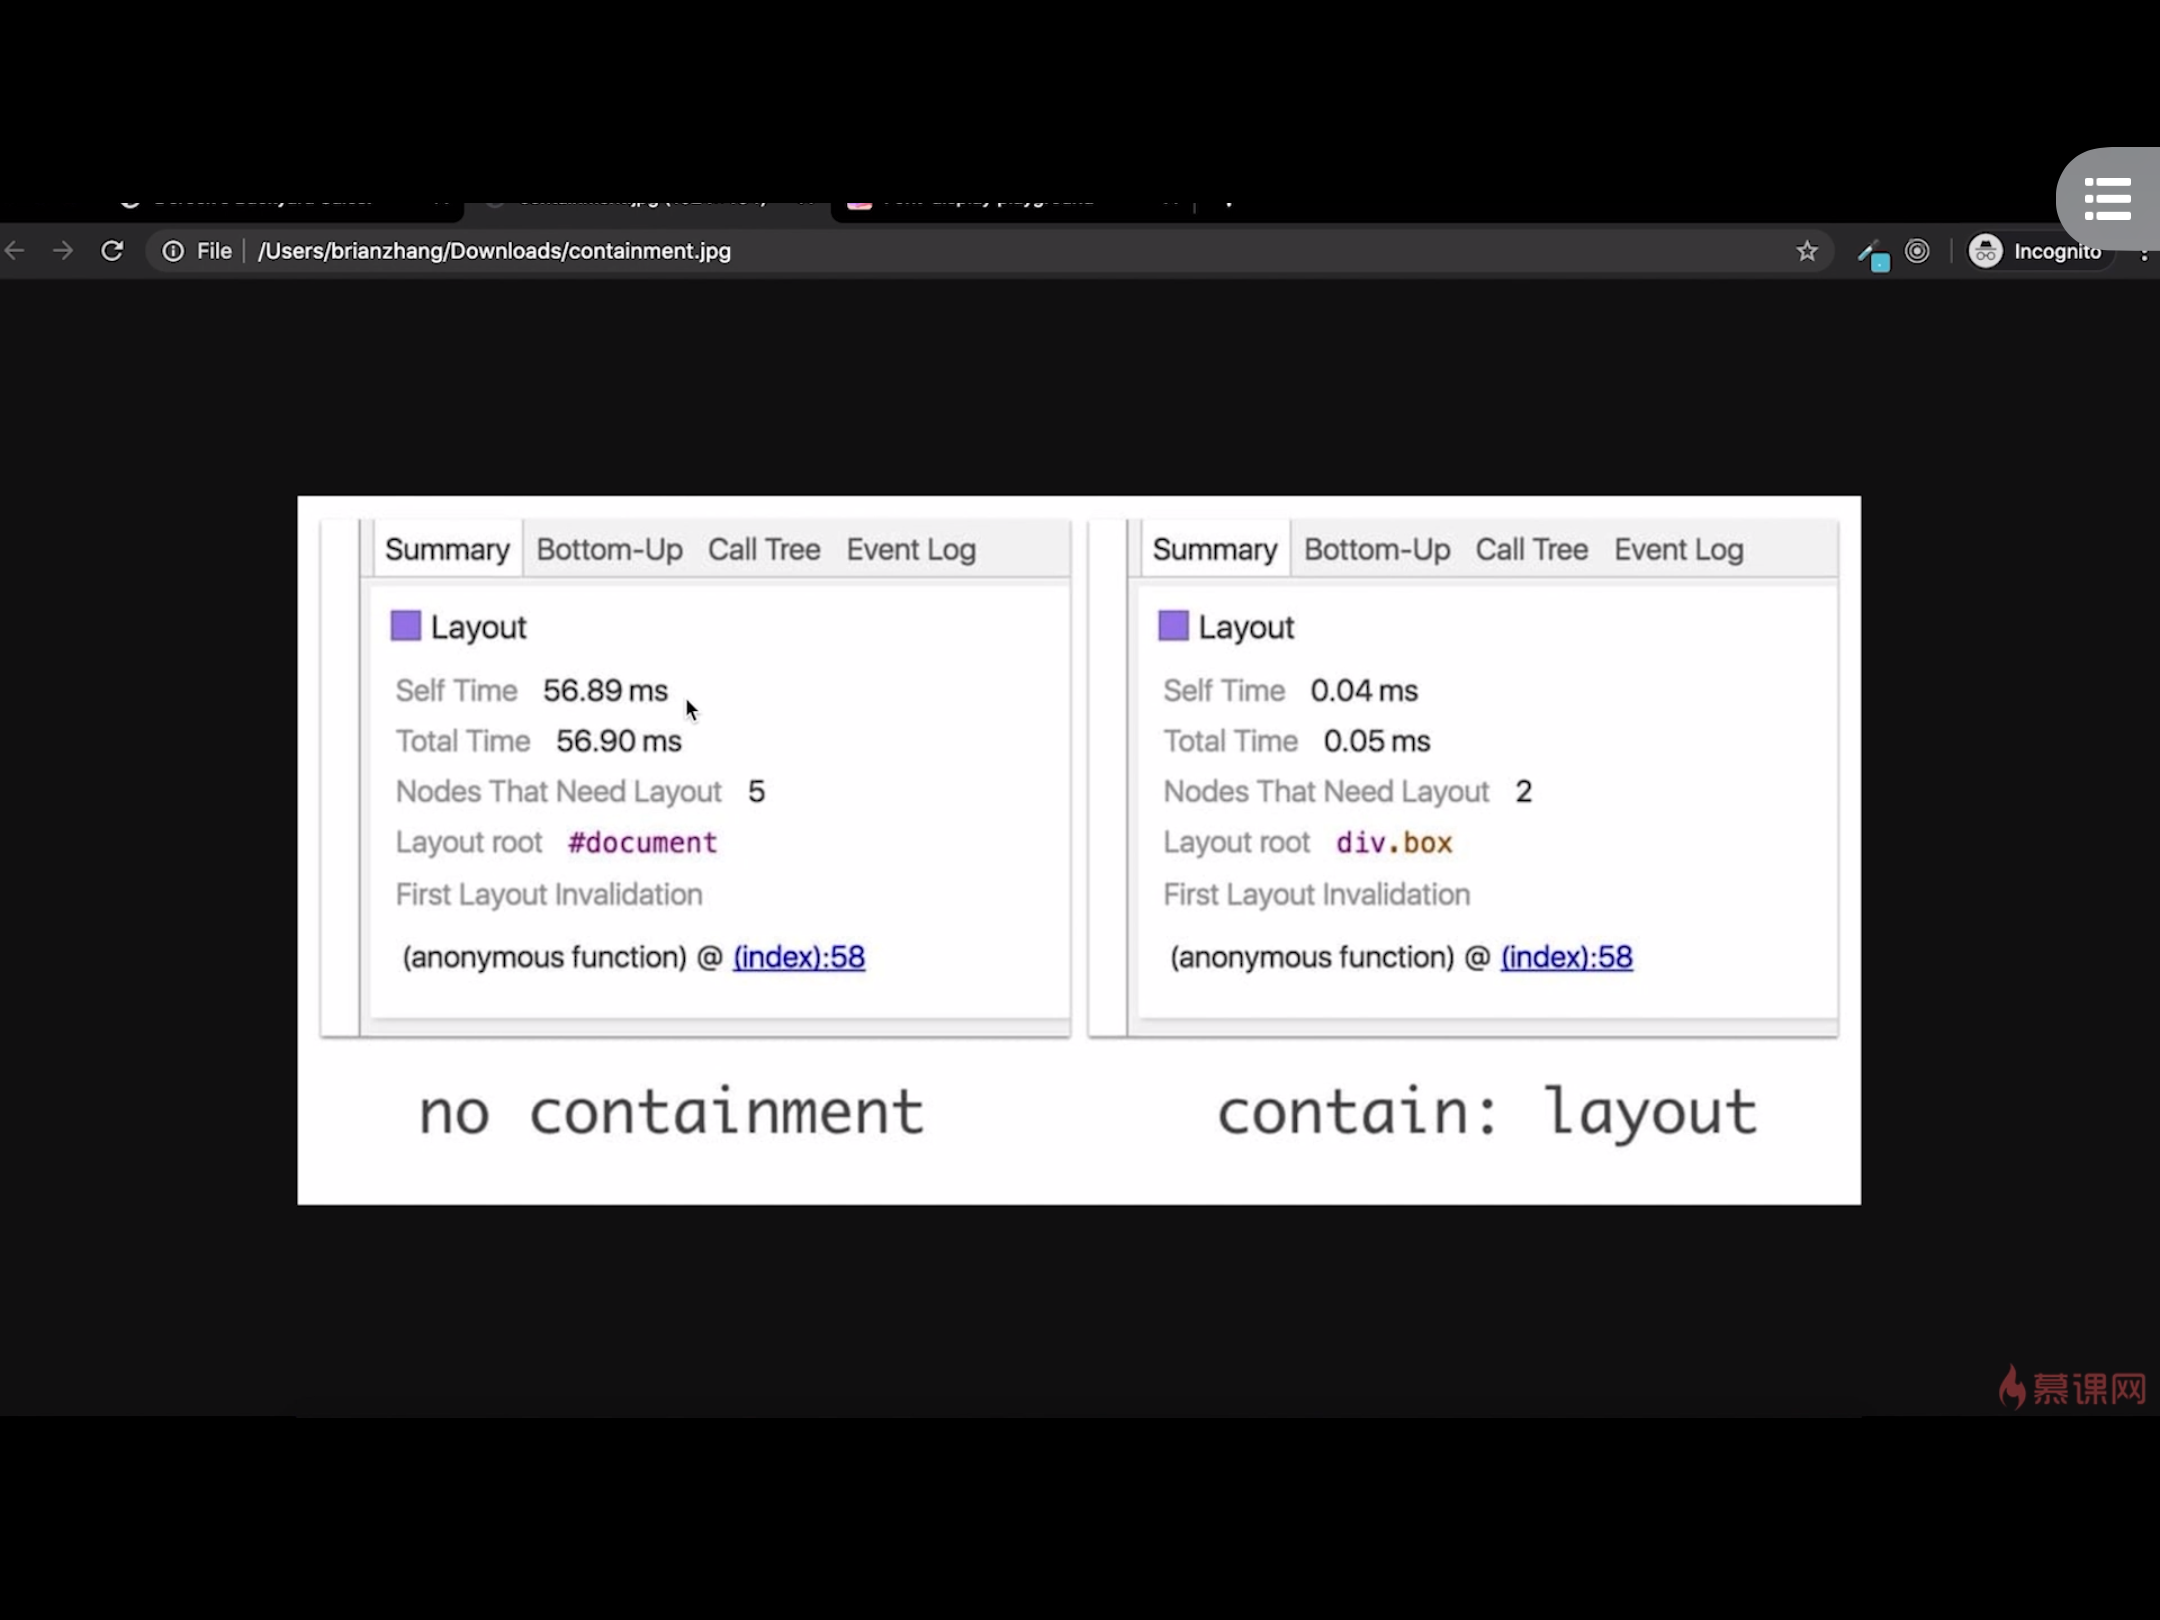 File /Users/brianzhang/Downloads/containment.jpg Incognito
Summary Bottom-Up Call Tree Event Log
Layout
Self Time 56.89 ms
Total Time 56.90 ms
Nodes That Need Layout 5
Layout root #document
First Layout Invalidation
(anonymous function) @ (index):58
no containment
Summary Bottom-Up Call Tree Event Log
Layout
Self Time 0.04 ms
Total Time 0.05 ms
Nodes That Need Layout 2
Layout root div.box
First Layout Invalidation
(anonymous function) @ (index):58
contain: layout
慕课网